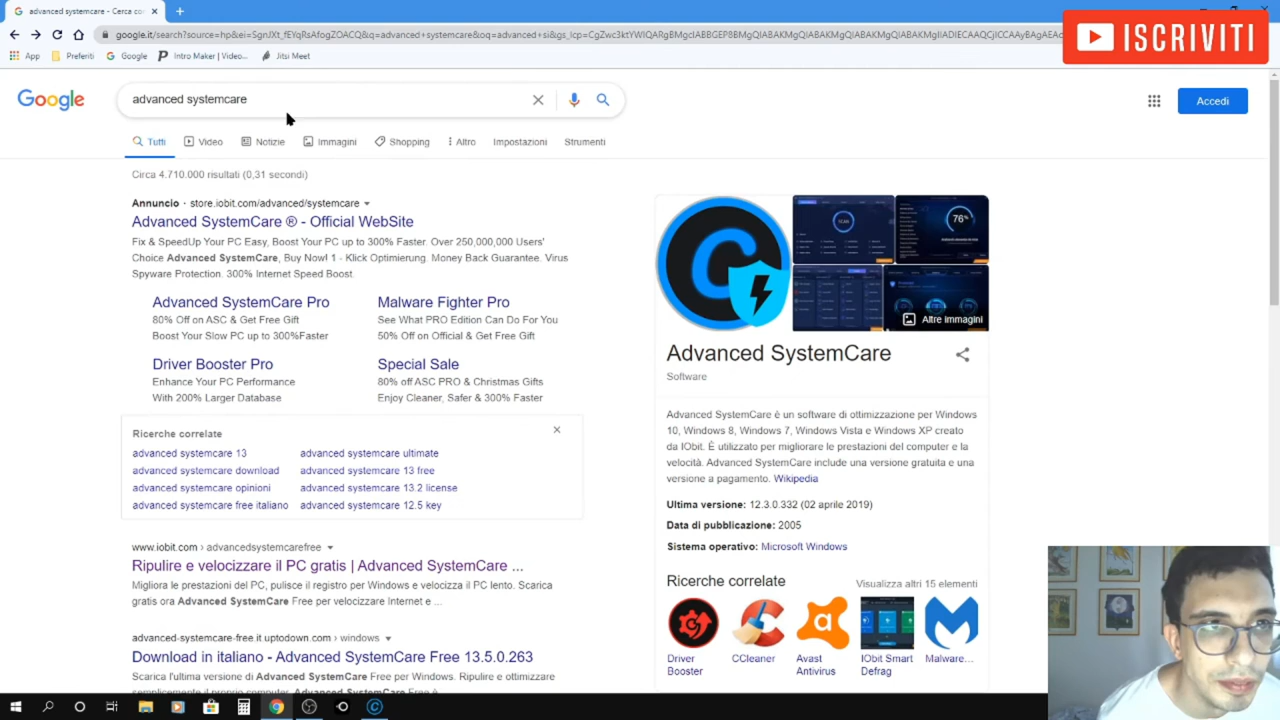 advanced systemcare - Cerca co
google.it/search?source=hp&ei=
App
Preferiti
Google
Intro Maker | Video...
Jitsi Meet
ISCRIVITI
Google
advanced systemcare
Accedi
Tutti
Video
Notizie
Immagini
Shopping
Altro
Impostazioni
Strumenti
Circa 4.710.000 risultati (0,31 secondi)
Annuncio · store.iobit.com/advanced/systemcare
Advanced SystemCare ® - Official WebSite
Fix & SpeedUp Your PC Easy, Boost Your PC up to 300% Faster. Over 250,000,000 Users'
Choice. Buy Now! 1 - Klick Optimierung. Money Back Guarantee. Virus
Spyware Protection. 300% Internet Speed Boost.
Advanced SystemCare Pro
80% Off on ASC & Christmas Gift
Boost Your Now PC up to 300%Faster
Malware Fighter Pro
See What PRO Edition Can Do For You
50% Off on Official & Get Free Gift
Driver Booster Pro
Enhance Your PC Performance
With 200% Larger Database
Special Sale
80% off ASC PRO & Christmas Gifts
Enjoy Cleaner, Safer & 300% Faster
Ricerche correlate
advanced systemcare 13
advanced systemcare ultimate
advanced systemcare download
advanced systemcare 13 free
advanced systemcare opinioni
advanced systemcare 13.2 license
advanced systemcare free italiano
advanced systemcare 12.5 key
www.iobit.com › advancedsystemcarefree
Ripulire e velocizzare il PC gratis | Advanced SystemCare ...
Migliora le prestazioni del PC, pulisce il registro per Windows e velocizza il PC lento. Scarica
gratis ora Advanced SystemCare Free per velocizzare Internet e ...
advanced-systemcare-free.it.uptodown.com › windows
Download in italiano - Advanced SystemCare Free 13.5.0.263
Scarica l'ultima versione di Advanced SystemCare Free per Windows. Ripulire e ottimizzare
semplicemente il proprio computer. Advanced SystemCare Free è
76%
Altre immagini
Advanced SystemCare
Software
Advanced SystemCare è un software di ottimizzazione per Windows
10, Windows 8, Windows 7, Windows Vista e Windows XP creato
da IObit. È utilizzato per migliorare le prestazioni del computer e la
velocità. Advanced SystemCare include una versione gratuita e una
versione a pagamento. Wikipedia
Ultima versione: 12.3.0.332 (02 aprile 2019)
Data di pubblicazione: 2005
Sistema operativo: Microsoft Windows
Ricerche correlate
Visualizza altri 15 elementi
Driver
Booster
CCleaner
Avast
Antivirus
IObit Smart
Defrag
Malware...